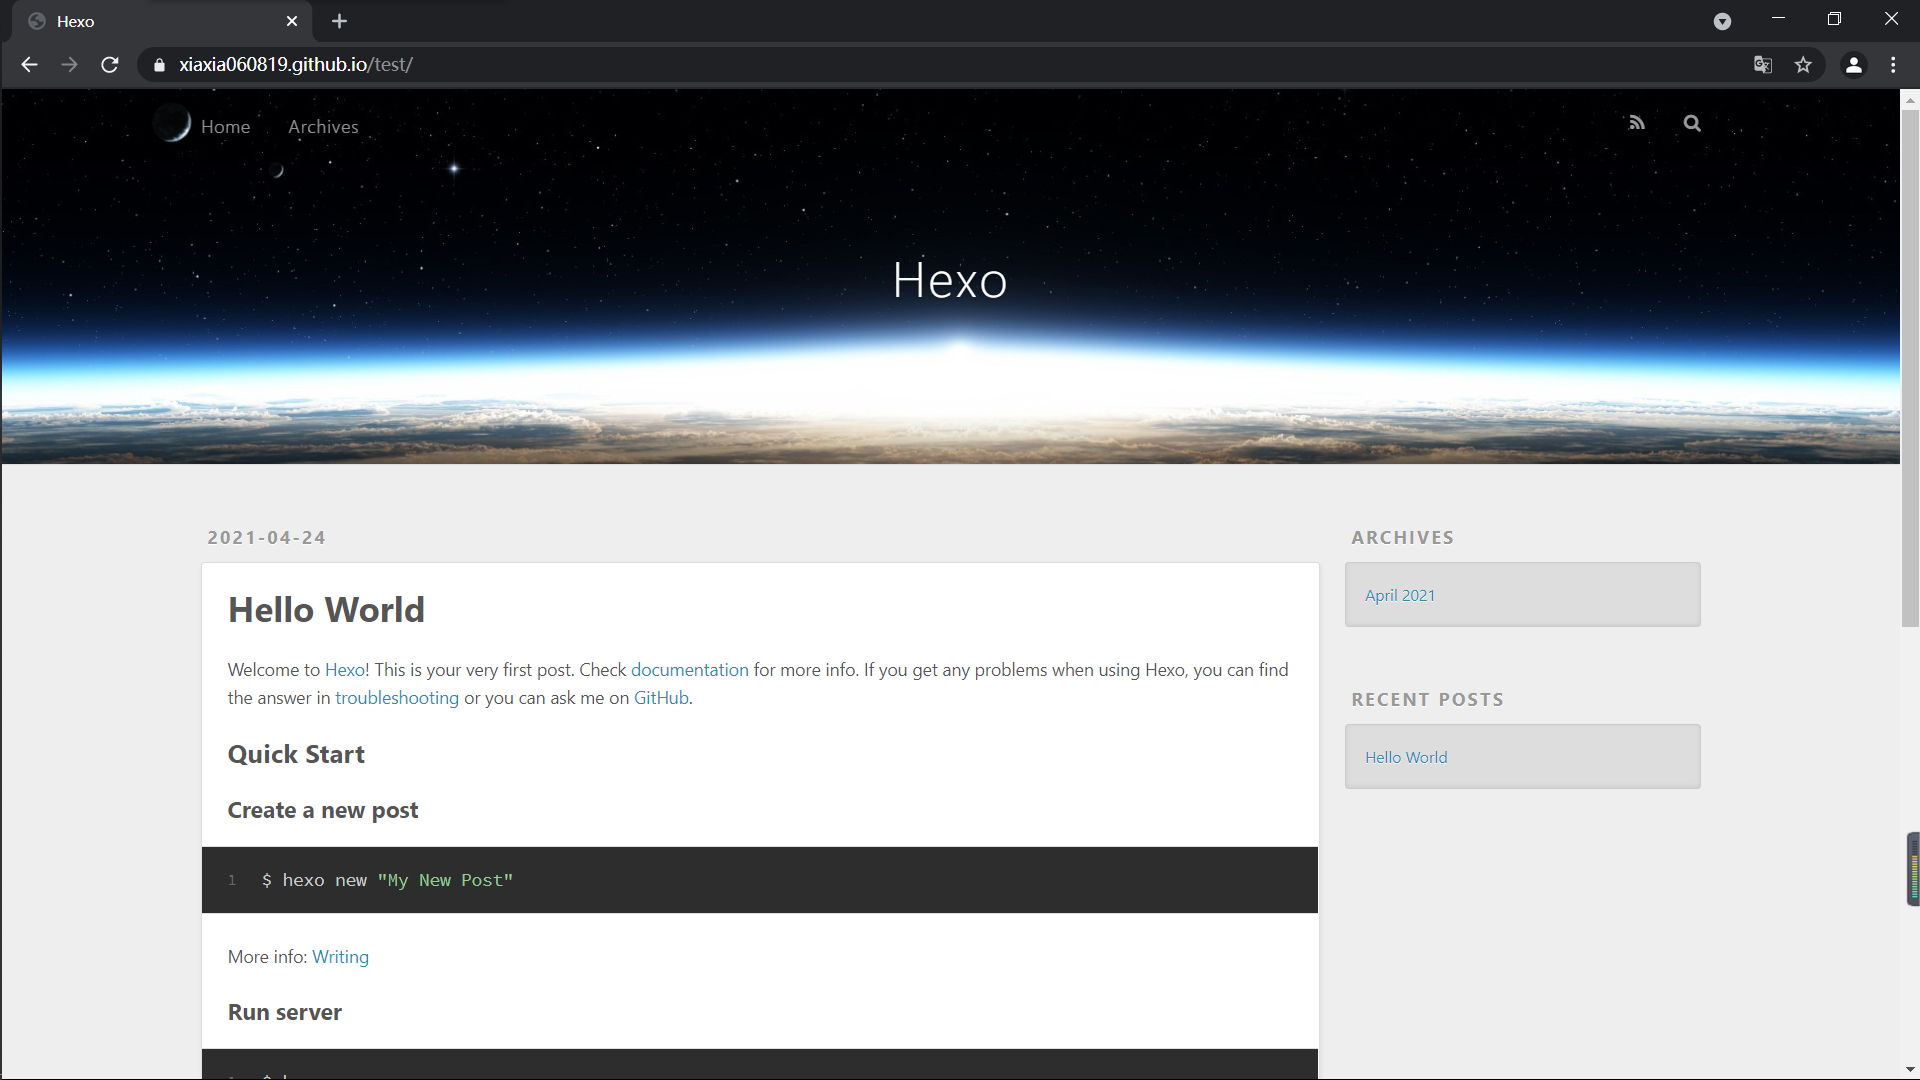 Hexo
xiaxia060819.github.io/test/
Home Archives
Hexo
2021-04-24
Hello World
Welcome to Hexo! This is your very first post. Check documentation for more info. If you get any problems when using Hexo, you can find
the answer in troubleshooting or you can ask me on GitHub.
Quick Start
Create a new post
1 $ hexo new "My New Post"
More info: Writing
Run server
ARCHIVES
April 2021
RECENT POSTS
Hello World